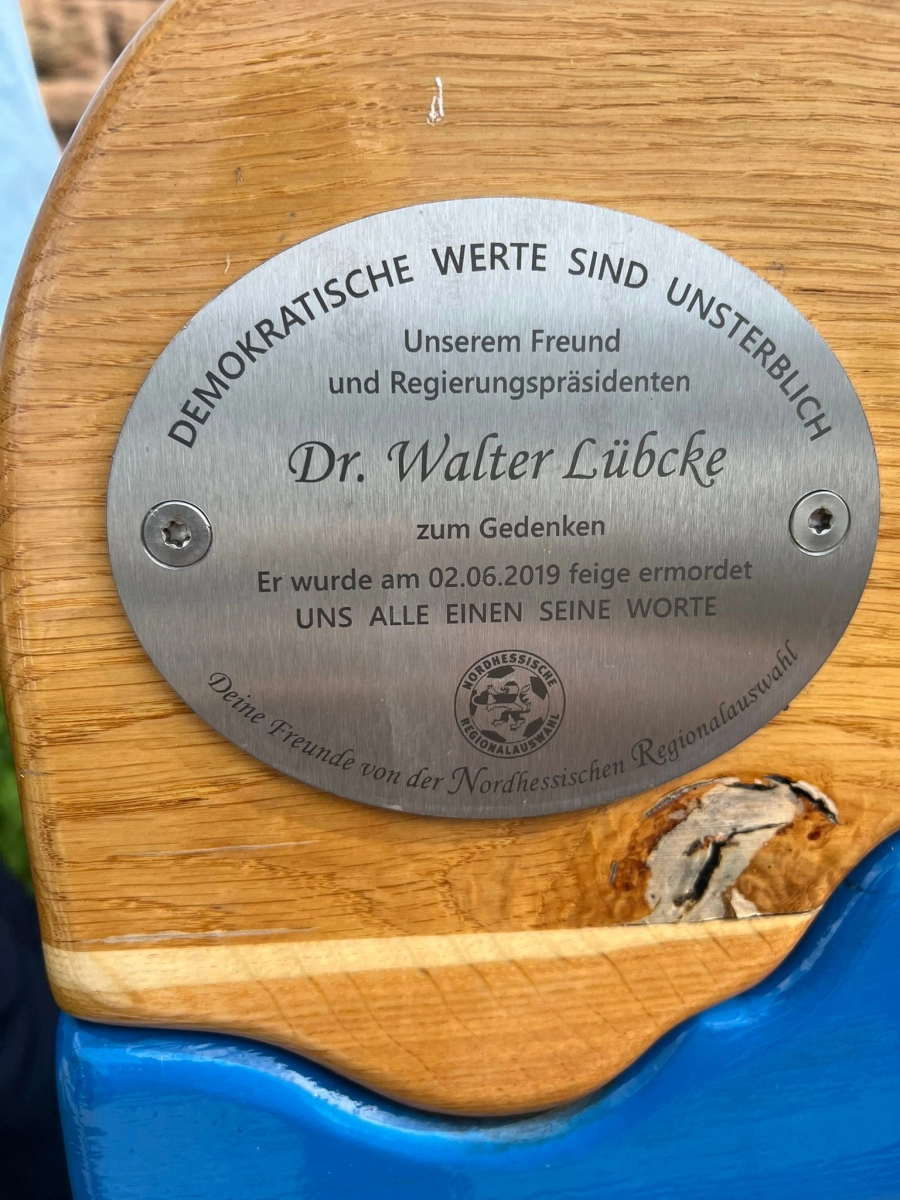 DEMOKRATISCHE WERTE SIND UNSTERBLICH
Unserem Freund
und Regierungspräsidenten
Dr. Walter Lübcke
zum Gedenken
Er wurde am 02.06.2019 feige ermordet
UNS ALLE EINEN SEINE WORTE
NORDHESSISCHE
REGIONALAUSWAHL
Deine Freunde von der Nordhessischen Regionalauswahl